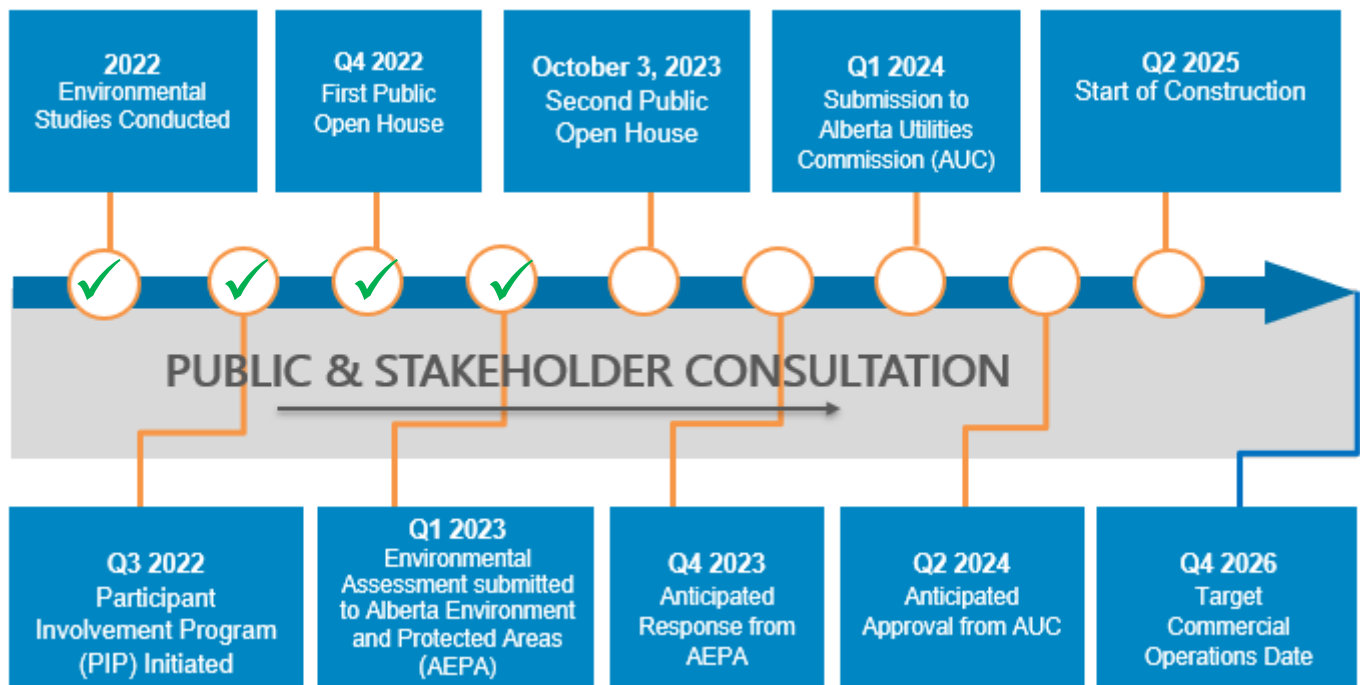 2022
Environmental
Studies Conducted
Q4 2022
First Public
Open House
October 3, 2023
Second Public
Open House
Q1 2024
Submission to
Alberta Utilities
Commission (AUC)
Q2 2025
Start of Construction
PUBLIC & STAKEHOLDER CONSULTATION
Q3 2022
Participant
Involvement Program
(PIP) Initiated
Q1 2023
Environmental
Assessment submitted
to Alberta Environment
and Protected Areas
(AEPA)
Q4 2023
Anticipated
Response from
AEPA
Q2 2024
Anticipated
Approval from AUC
Q4 2026
Target
Commercial
Operations Date